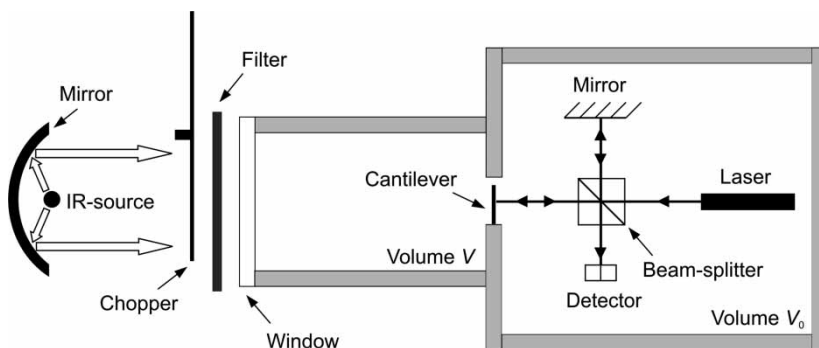 Filter
Mirror
Mirror
Cantilever
Laser
IR-source
Volume V
Beam-splitter
Chopper
Detector
Window
Volume V₀